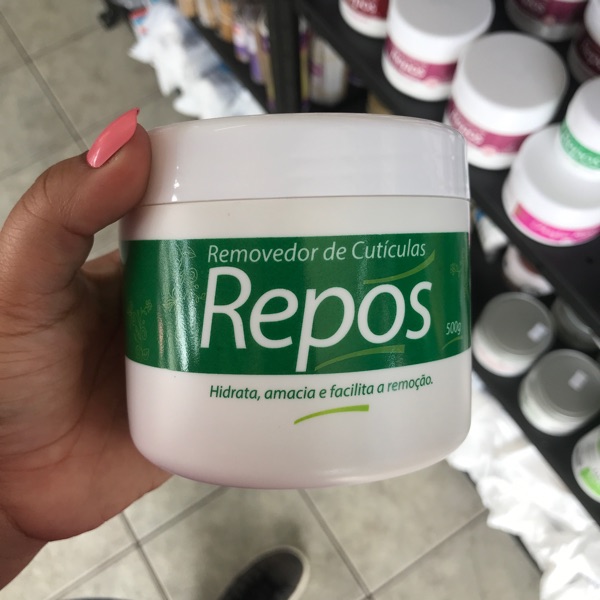 Removedor de Cutículas
Repos
500g
Hidrata, amacia e facilita a remoção.